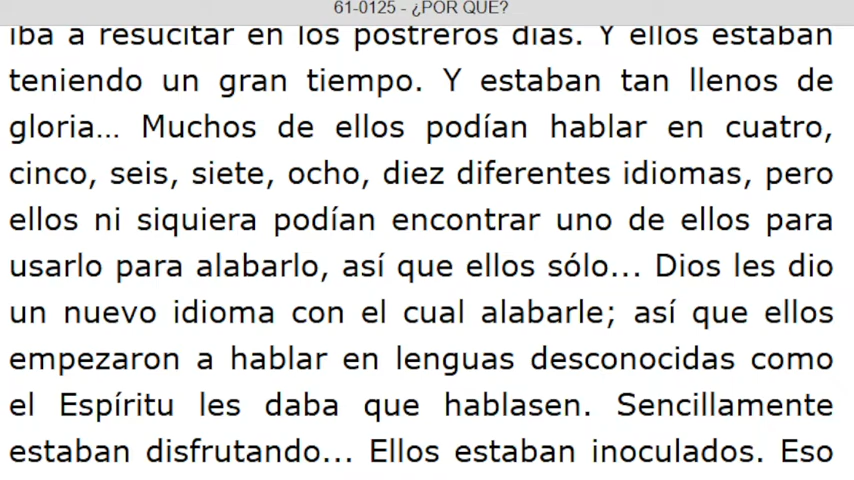 61-0125 - ¿POR QUE?
iba a resucitar en los postreros días. Y ellos estaban
teniendo un gran tiempo. Y estaban tan llenos de
gloria... Muchos de ellos podían hablar en cuatro,
cinco, seis, siete, ocho, diez diferentes idiomas, pero
ellos ni siquiera podían encontrar uno de ellos para
usarlo para alabarlo, así que ellos sólo... Dios les dio
un nuevo idioma con el cual alabarle; así que ellos
empezaron a hablar en lenguas desconocidas como
el Espíritu les daba que hablasen. Sencillamente
estaban disfrutando... Ellos estaban inoculados. Eso